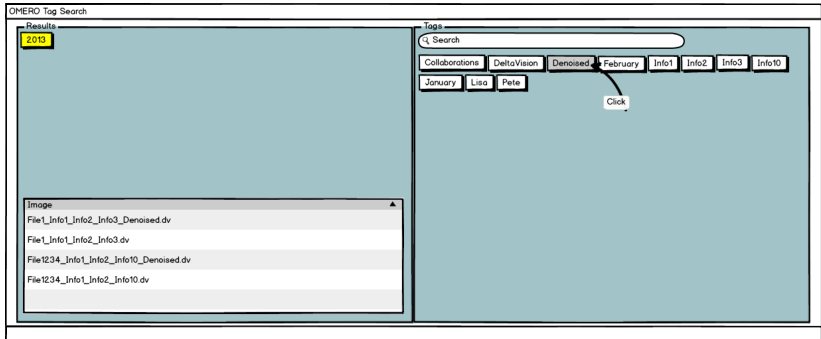 OMERO Tag Search
Results
2013
Image
File1_Info1_Info2_Info3_Denoised.dv
File1_Info1_Info2_Info3.dv
File1234_Info1_Info2_Info10_Denoised.dv
File1234_Info1_Info2_Info10.dv
Tags
Search
Collaborations DeltaVision Denoised February Info1 Info2 Info3 Info10
January Lisa Pete
Click